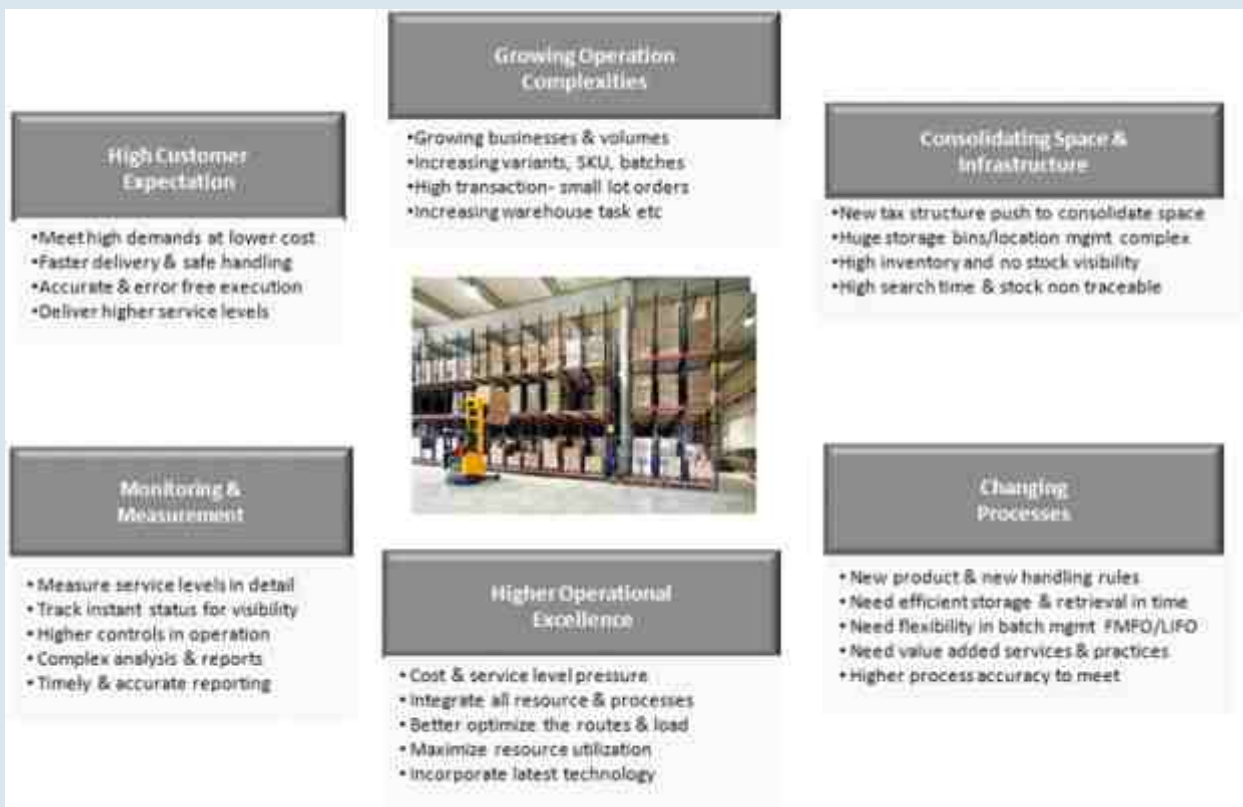 Growing Operation
Complexities
•Growing businesses & volumes
•Increasing variants, SKU, batches
•High transaction- small lot orders
•Increasing warehouse task etc
High Customer
Expectation
•Meet high demands at lower cost
•Faster delivery & safe handling
•Accurate & error free execution
•Deliver higher service levels
Consolidating Space &
Infrastructure
•New tax structure push to consolidate space
•Huge storage bins/location mgmt complex
•High inventory and no stock visibility
•High search time & stock non traceable
Monitoring &
Measurement
• Measure service levels in detail
• Track instant status for visibility
• Higher controls in operation
• Complex analysis & reports
• Timely & accurate reporting
Higher Operational
Excellence
• Cost & service level pressure
• Integrate all resource & processes
• Better optimize the routes & load
• Maximize resource utilization
• Incorporate latest technology
Changing
Processes
• New product & new handling rules
• Need efficient storage & retrieval in time
• Need flexibility in batch mgmt FMFO/LIFO
• Need value added services & practices
• Higher process accuracy to meet